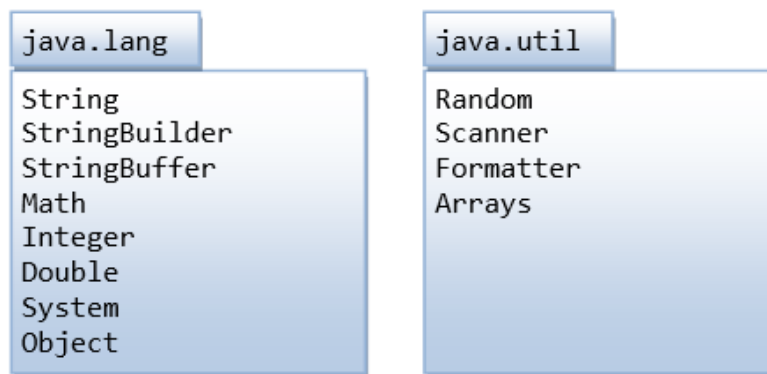 java.lang
String
StringBuilder
StringBuffer
Math
Integer
Double
System
Object
java.util
Random
Scanner
Formatter
Arrays